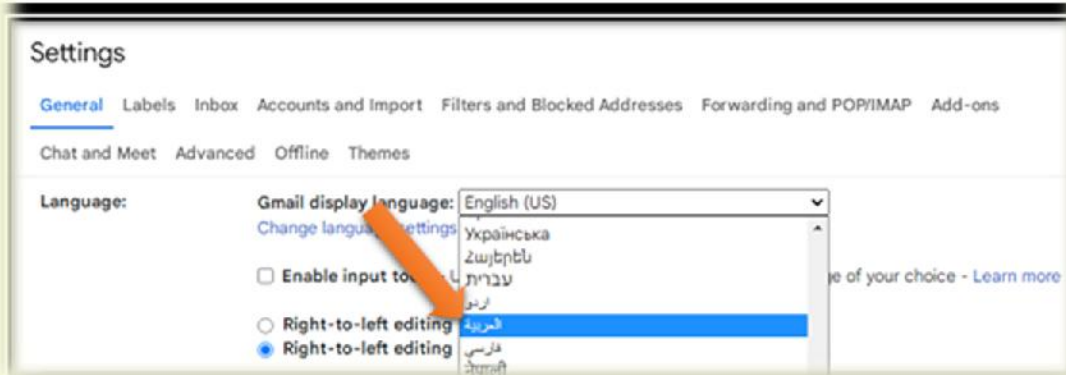 Settings
General Labels Inbox Accounts and Import Filters and Blocked Addresses Forwarding and POP/IMAP Add-ons
Chat and Meet Advanced Offline Themes
Language: Gmail display language: English (US)
Change language settings
Українська
Հայերեն
עברית
Enable input ge of your choice - Learn more
اردو
العربية
Right-to-left editing
فارسی
Right-to-left editing
नेपाली